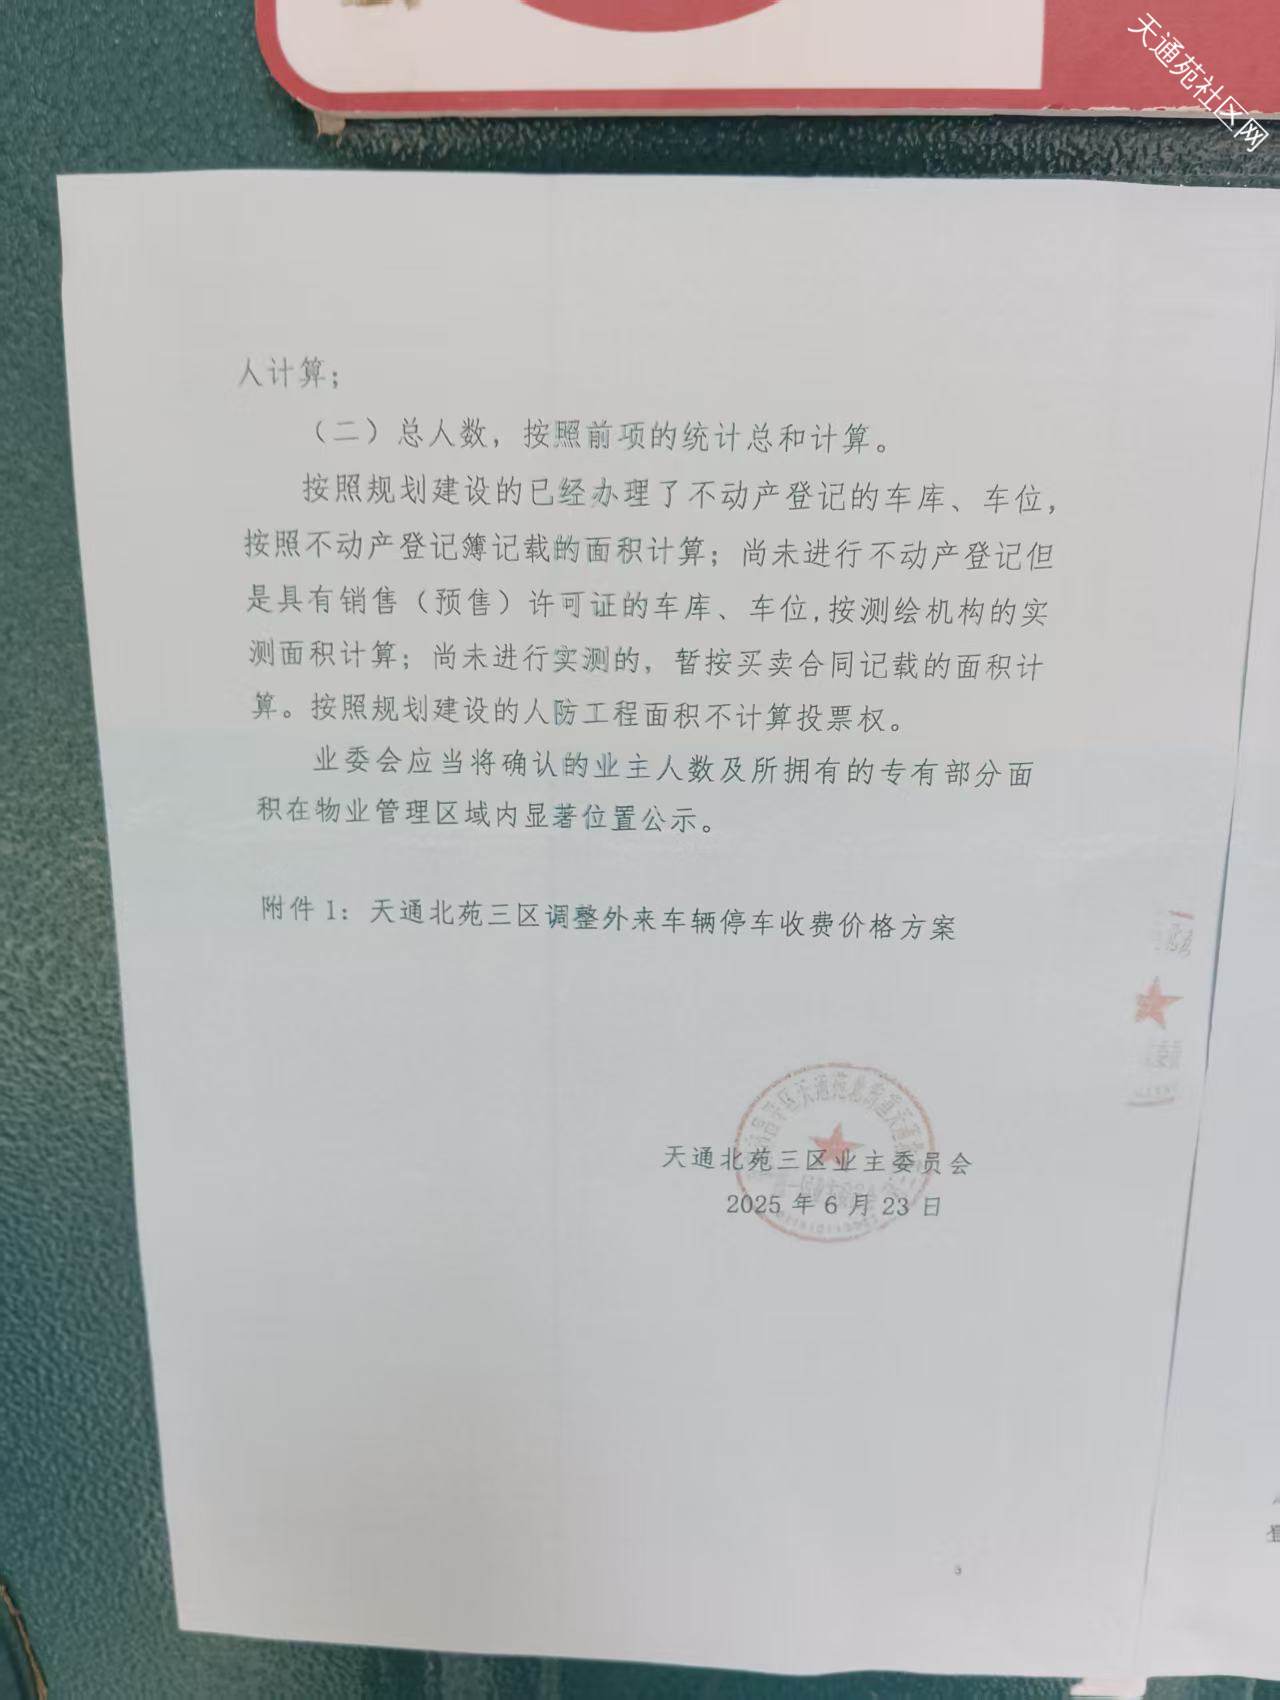 天通苑社区网
人计算；
（二）总人数，按照前项的统计总和计算。
按照规划建设的已经办理了不动产登记的车库、车位，
按照不动产登记簿记载的面积计算；尚未进行不动产登记但
是具有销售（预售）许可证的车库、车位,按测绘机构的实
测面积计算；尚未进行实测的，暂按买卖合同记载的面积计
算。按照规划建设的人防工程面积不计算投票权。
业委会应当将确认的业主人数及所拥有的专有部分面
积在物业管理区域内显著位置公示。
附件 1：天通北苑三区调整外来车辆停车收费价格方案
天通北苑三区业主委员会
2025 年 6 月 23 日
3